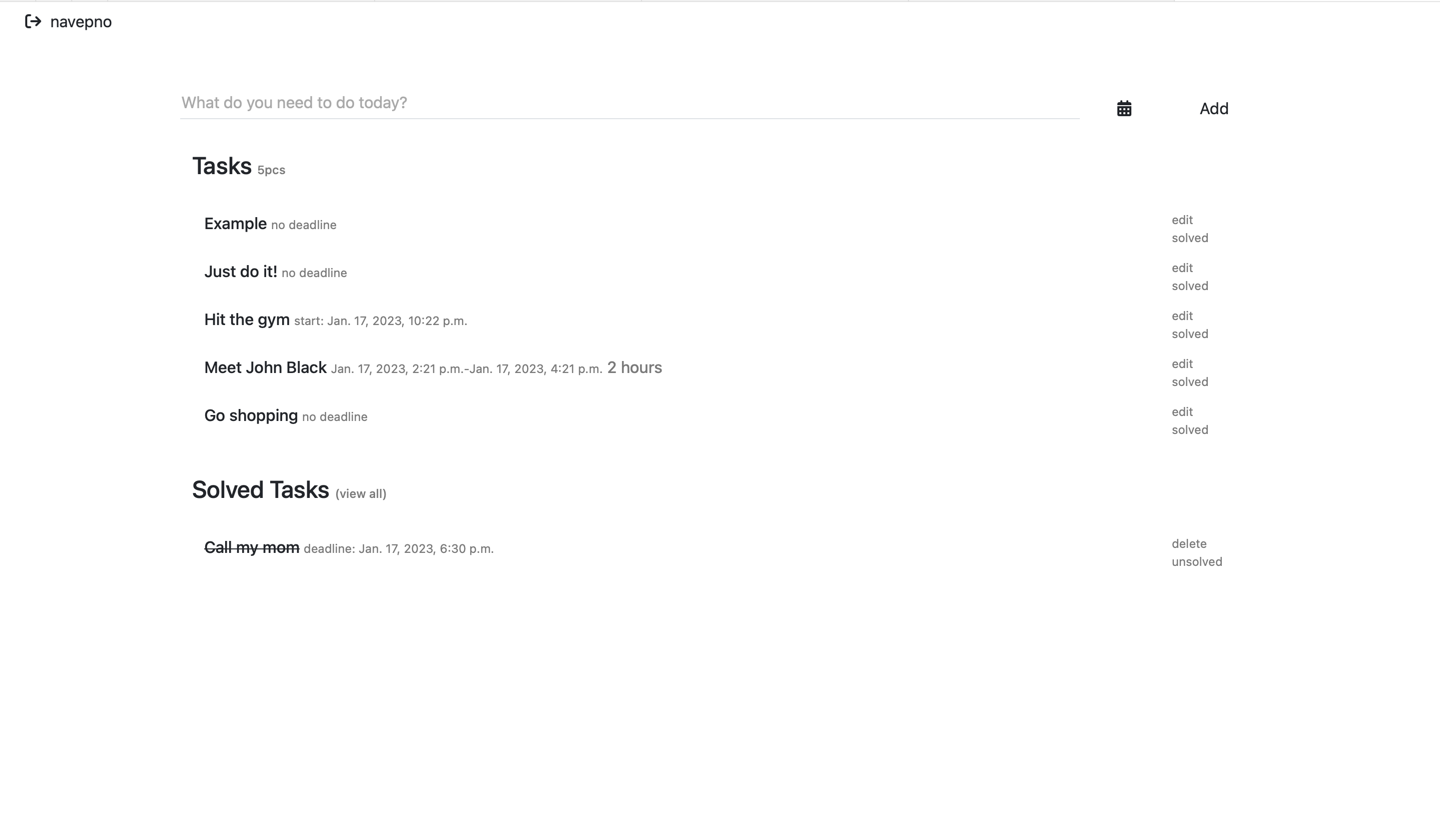 navepno
What do you need to do today?
Add
Tasks 5pcs
Example no deadline
edit
solved
Just do it! no deadline
edit
solved
Hit the gym start: Jan. 17, 2023, 10:22 p.m.
edit
solved
Meet John Black Jan. 17, 2023, 2:21 p.m.-Jan. 17, 2023, 4:21 p.m. 2 hours
edit
solved
Go shopping no deadline
edit
solved
Solved Tasks (view all)
Call my mom deadline: Jan. 17, 2023, 6:30 p.m.
delete
unsolved